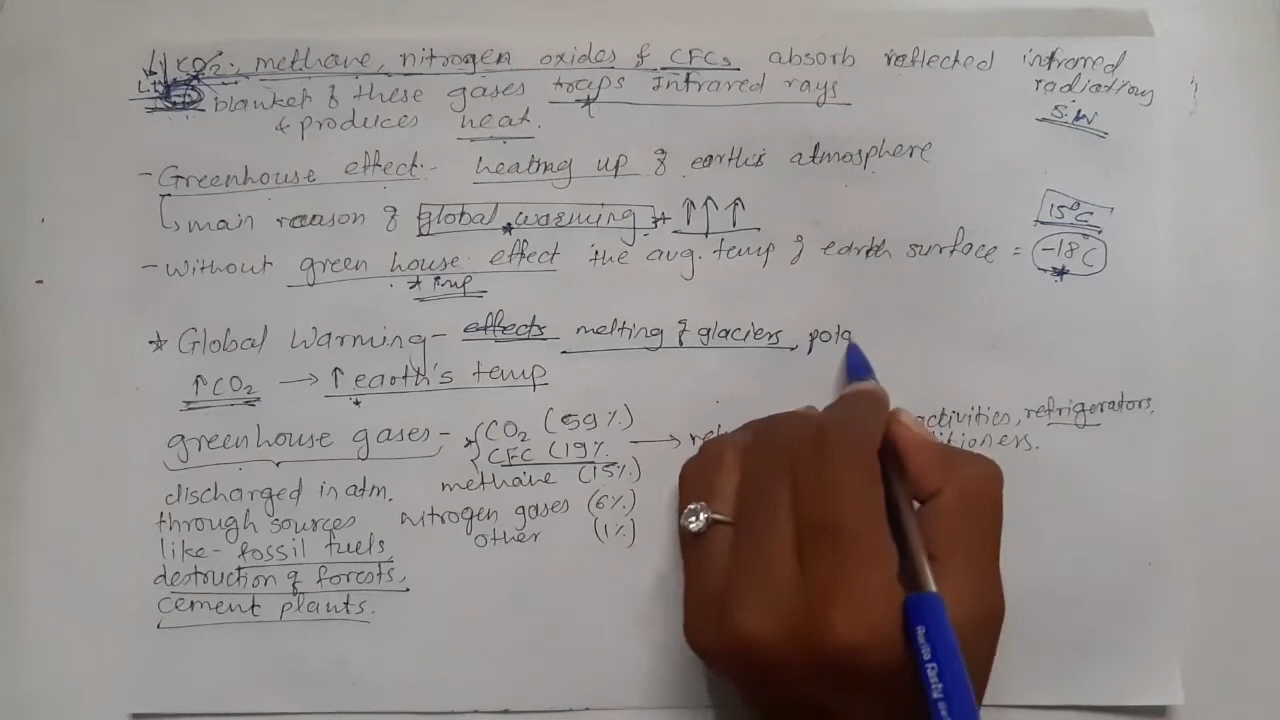 CO2, methane, nitrogen oxides & CFCs absorb reflected infrared radiations
S.W
blanket of these gases traps Infrared rays
& produces heat.
- Greenhouse effect - heating up of earth's atmosphere
main reason of global warming ↑↑↑
15°C
- Without green house effect the avg. temp of earth surface = -18°C
* Imp
* Global Warming - effects melting of glaciers, pola
↑CO2 → ↑ earth's temp
greenhouse gases - CO2 (59%)
CFC (19%. → activities, refrigerators,
methane (15%)
nitrogen gases (6%)
other (1%)
discharged in atm.
through sources
like - fossil fuels,
destruction of forests,
cement plants.